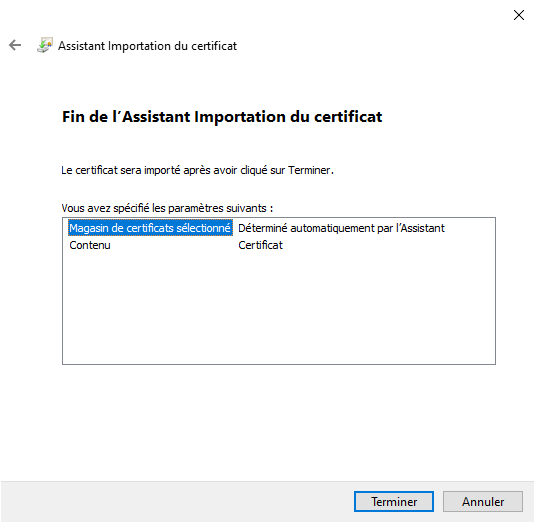 Assistant Importation du certificat
Fin de l’Assistant Importation du certificat
Le certificat sera importé après avoir cliqué sur Terminer.
Vous avez spécifié les paramètres suivants :
Magasin de certificats sélectionné Déterminé automatiquement par l’Assistant
Contenu Certificat
Terminer Annuler